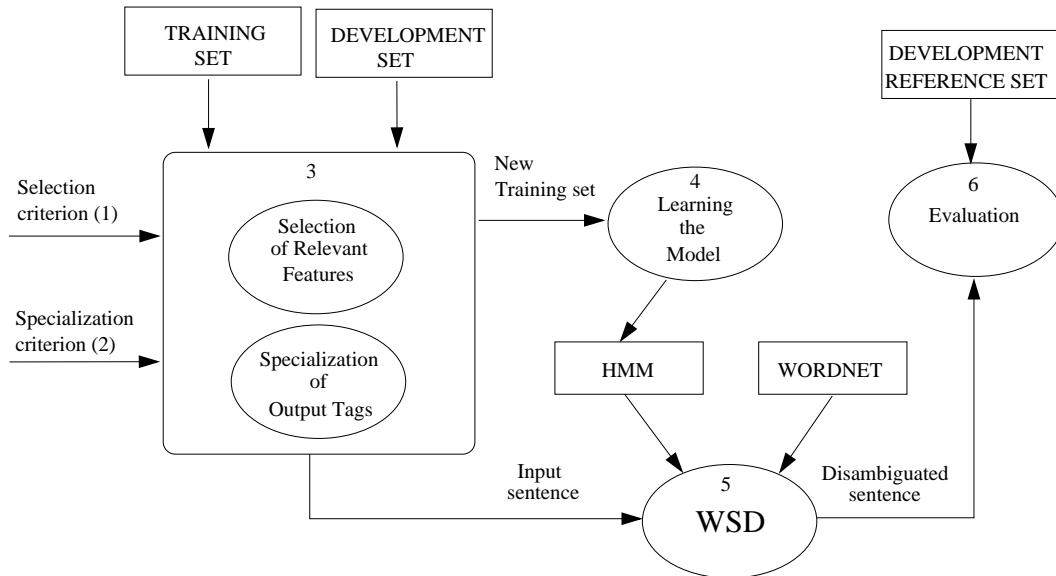 TRAINING
SET
DEVELOPMENT
SET
DEVELOPMENT
REFERENCE SET
Selection
criterion (1)
Specialization
criterion (2)
3
Selection
of Relevant
Features
Specialization
of
Output Tags
New
Training set
4
Learning
the
Model
6
Evaluation
HMM
WORDNET
Input
sentence
5
WSD
Disambiguated
sentence